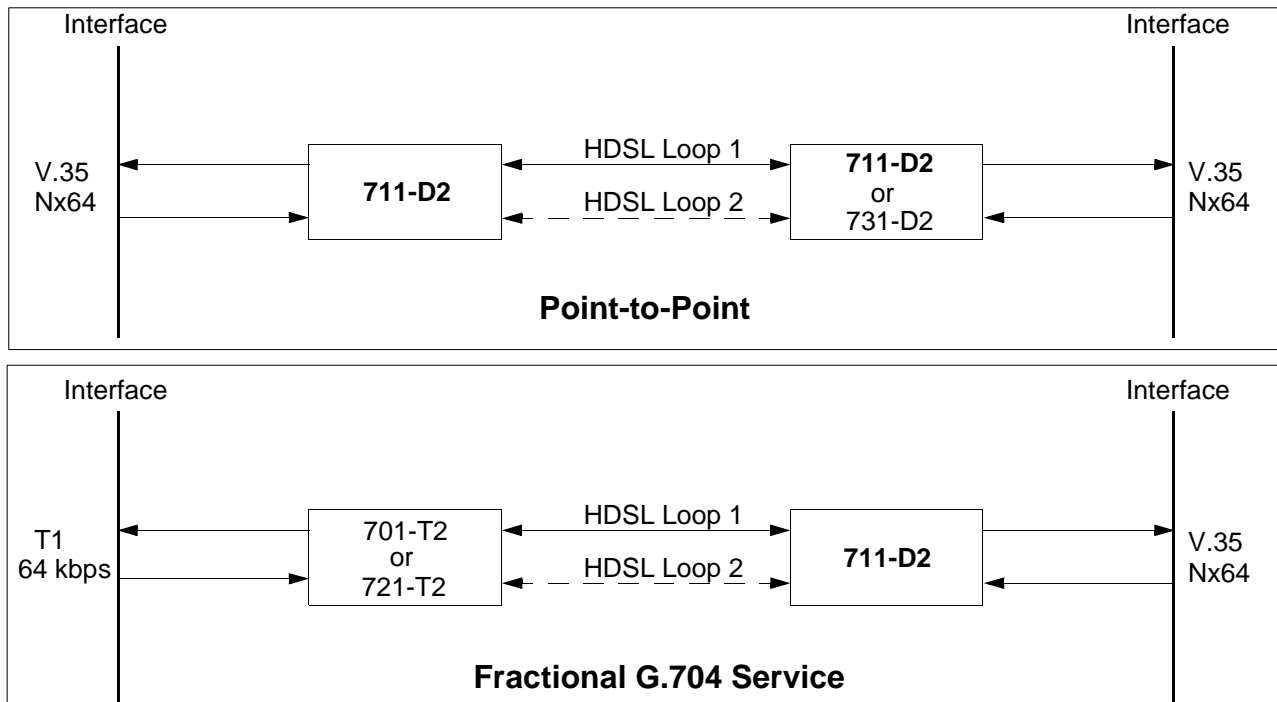 Interface
Interface
V.35
Nx64
711-D2
HDSL Loop 1
HDSL Loop 2
711-D2
or
731-D2
V.35
Nx64
Point-to-Point
Interface
Interface
T1
64 kbps
701-T2
or
721-T2
HDSL Loop 1
HDSL Loop 2
711-D2
V.35
Nx64
Fractional G.704 Service